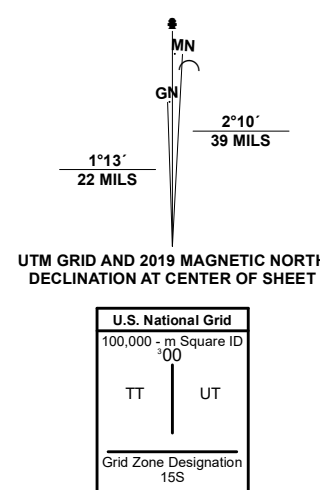 MN
GN
2°10´
39 MILS
1°13´
22 MILS
UTM GRID AND 2019 MAGNETIC NORTH
DECLINATION AT CENTER OF SHEET
U.S. National Grid
100,000 - m Square ID
³00
TT UT
Grid Zone Designation
15S